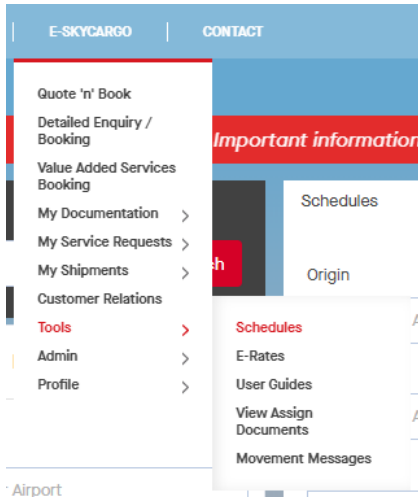 E-SKYCARGO
CONTACT
Quote 'n' Book
Detailed Enquiry /
Booking
Important information
Value Added Services
Booking
My Documentation
My Service Requests
My Shipments
Customer Relations
Tools
Admin
Profile
Schedules
Origin
Schedules
E-Rates
User Guides
View Assign
Documents
Movement Messages
Airport